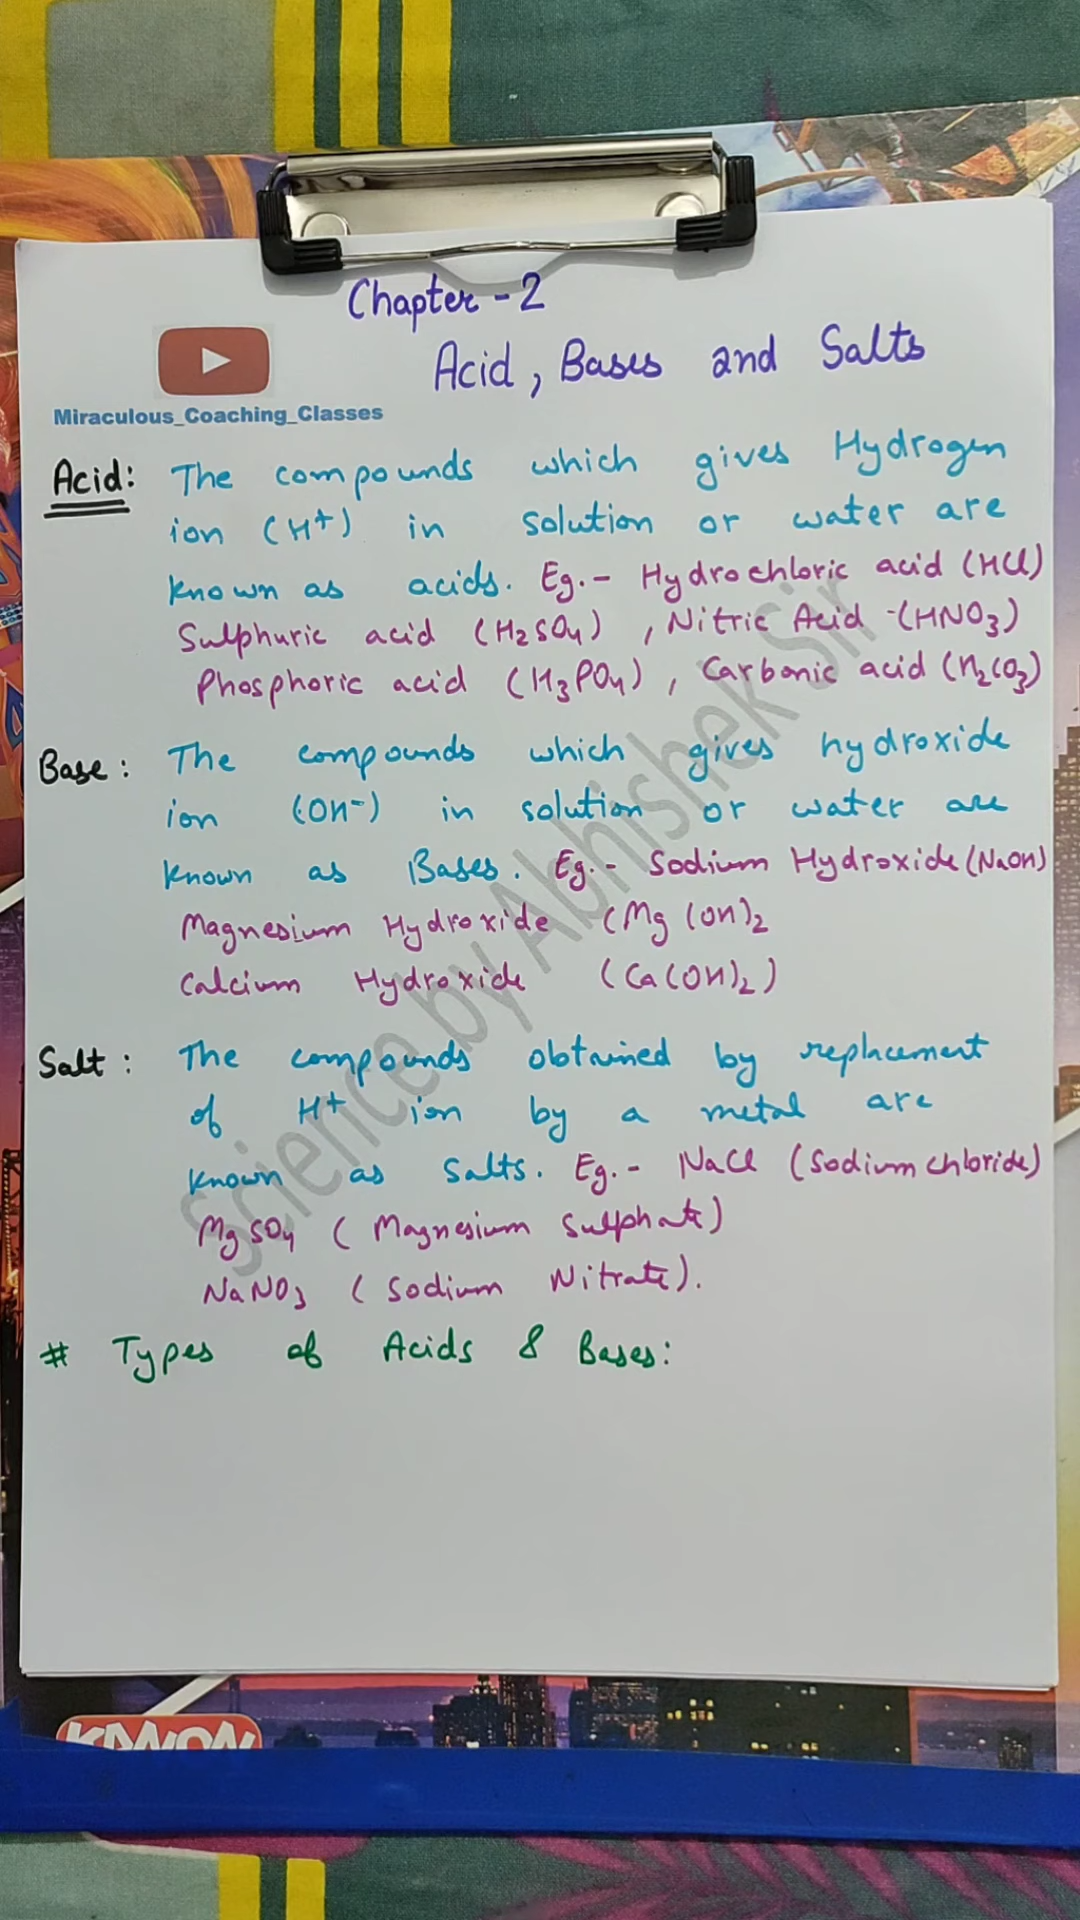 Chapter - 2
Acid, Bases and Salts
Miraculous_Coaching_Classes
Acid: The compounds which gives Hydrogen
ion (H+) in solution or water are
known as acids. Eg.- Hydrochloric acid (HCl)
Sulphuric acid (H2SO4) , Nitric Acid -(HNO3)
Phosphoric acid (H3PO4) , Carbonic acid (H2CO3)
Base: The compounds which gives hydroxide
ion (OH-) in solution or water are
known as Bases. Eg.- Sodium Hydroxide (NaOH)
Magnesium Hydroxide (Mg(OH)2
Calcium Hydroxide (Ca(OH)2)
Salt: The compounds obtained by replacement
of H+ ion by a metal are
known as salts. Eg.- NaCl (Sodium chloride)
MgSO4 (Magnesium Sulphate)
NaNO3 (Sodium Nitrate).
# Types of Acids & Bases:
Science by Abhishek Sir